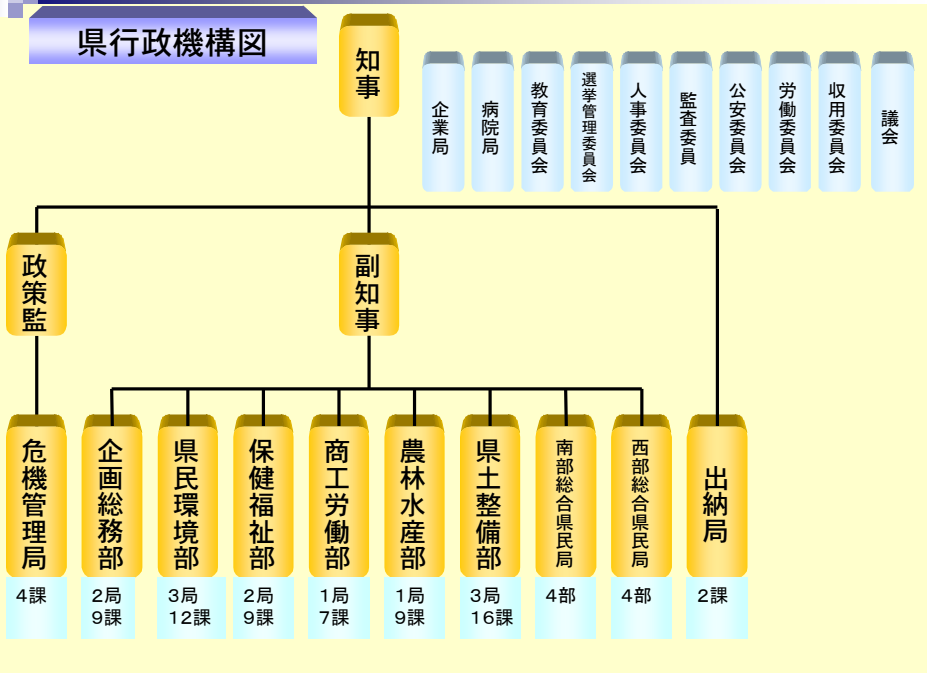 県行政機構図
知事
企業局
病院局
教育委員会
選挙管理委員会
人事委員会
監査委員
公安委員会
労働委員会
収用委員会
議会
政策監
副知事
危機管理局
企画総務部
県民環境部
保健福祉部
商工労働部
農林水産部
県土整備部
南部総合県民局
西部総合県民局
出納局
4課
2局
9課
3局
12課
2局
9課
1局
7課
1局
9課
3局
16課
4部
4部
2課